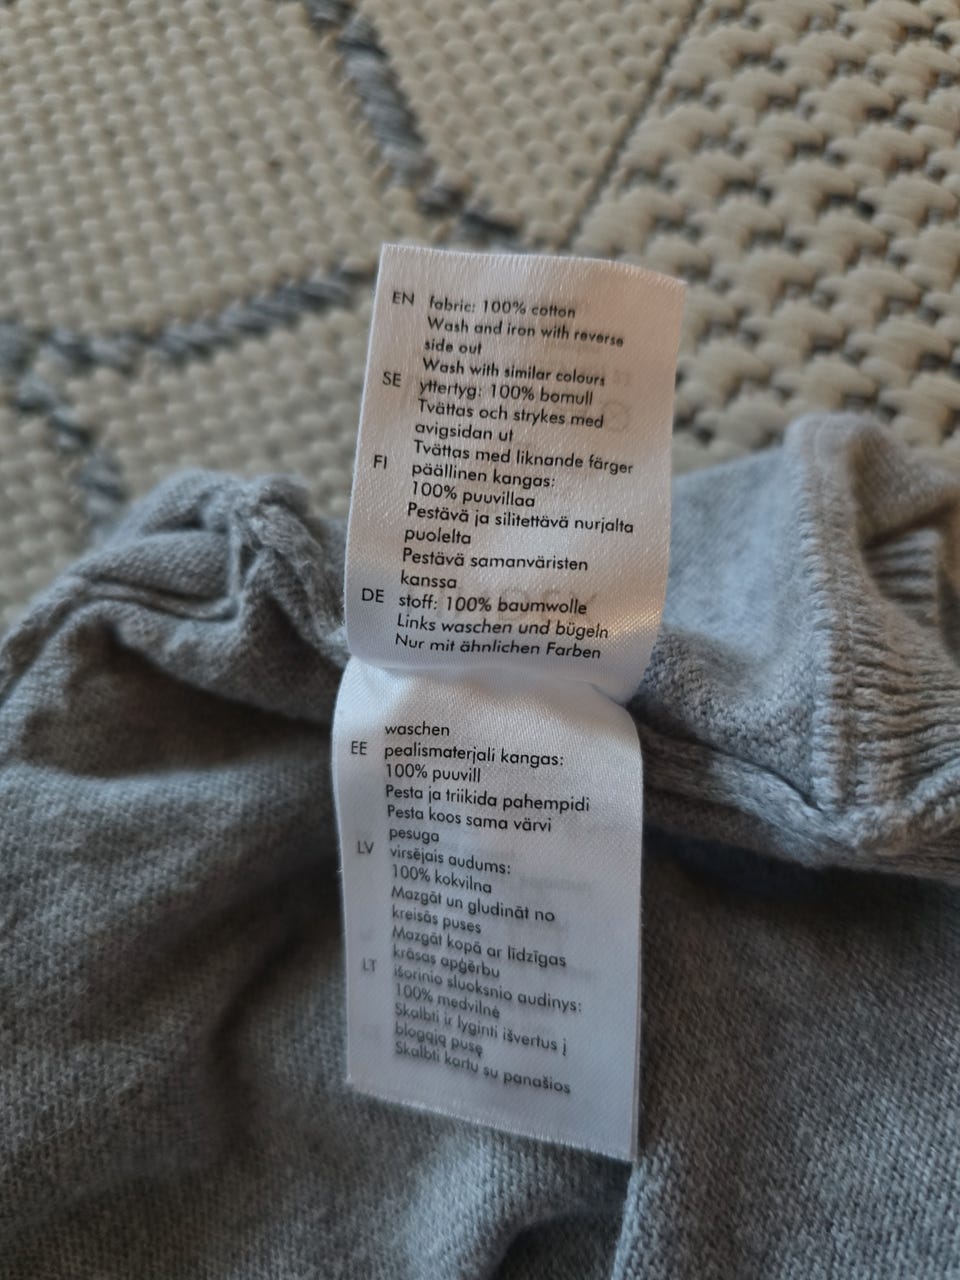 EN fabric: 100% cotton
Wash and iron with reverse
side out
Wash with similar colours
SE yttertyg: 100% bomull
Tvättas och strykes med
avigsidan ut
Tvättas med liknande färger
FI päällinen kangas:
100% puuvillaa
Pestävä ja silitettävä nurjalta
puolelta
Pestävä samanväristen
kanssa
DE stoff: 100% baumwolle
Links waschen und bügeln
Nur mit ähnlichen Farben
waschen
EE pealismaterjali kangas:
100% puuvill
Pesta ja triikida pahempidi
Pesta koos sama värvi
pesuga
LV virsējais audums:
100% kokvilna
Mazgāt un gludināt no
kreisās puses
Mazgāt kopā ar līdzīgas
krāsas apģērbu
LT išorinio sluoksnio audinys:
100% medvilnė
Skalbti ir lyginti išvertus į
blogąją pusę
Skalbti kartu su panašios